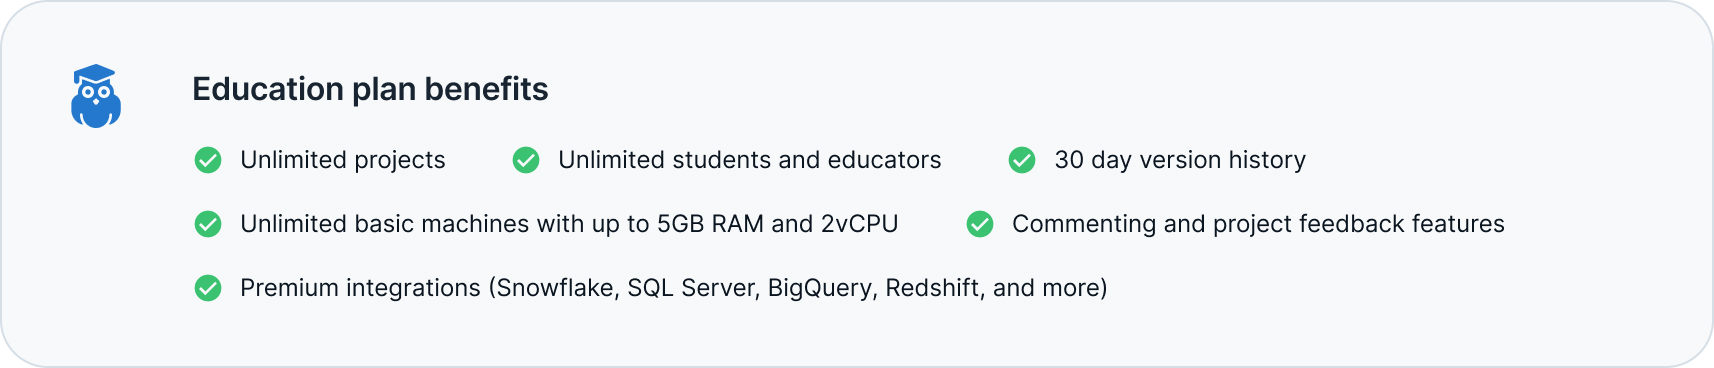 Education plan benefits
Unlimited projects
Unlimited students and educators
30 day version history
Unlimited basic machines with up to 5GB RAM and 2vCPU
Commenting and project feedback features
Premium integrations (Snowflake, SQL Server, BigQuery, Redshift, and more)